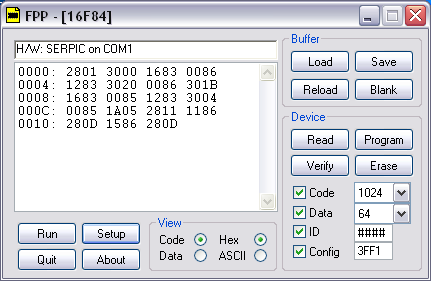 FPP - [16F84]
H/W: SERPIC on COM1
0000: 2801 3000 1683 0086
0004: 1283 3020 0086 301B
0008: 1683 0085 1283 3004
000C: 0085 1A05 2811 1186
0010: 280D 1586 280D
Run
Setup
Quit
About
View
Code
Hex
Data
ASCII
Buffer
Load
Save
Reload
Blank
Device
Read
Program
Verify
Erase
Code
1024
Data
64
ID
####
Config
3FF1